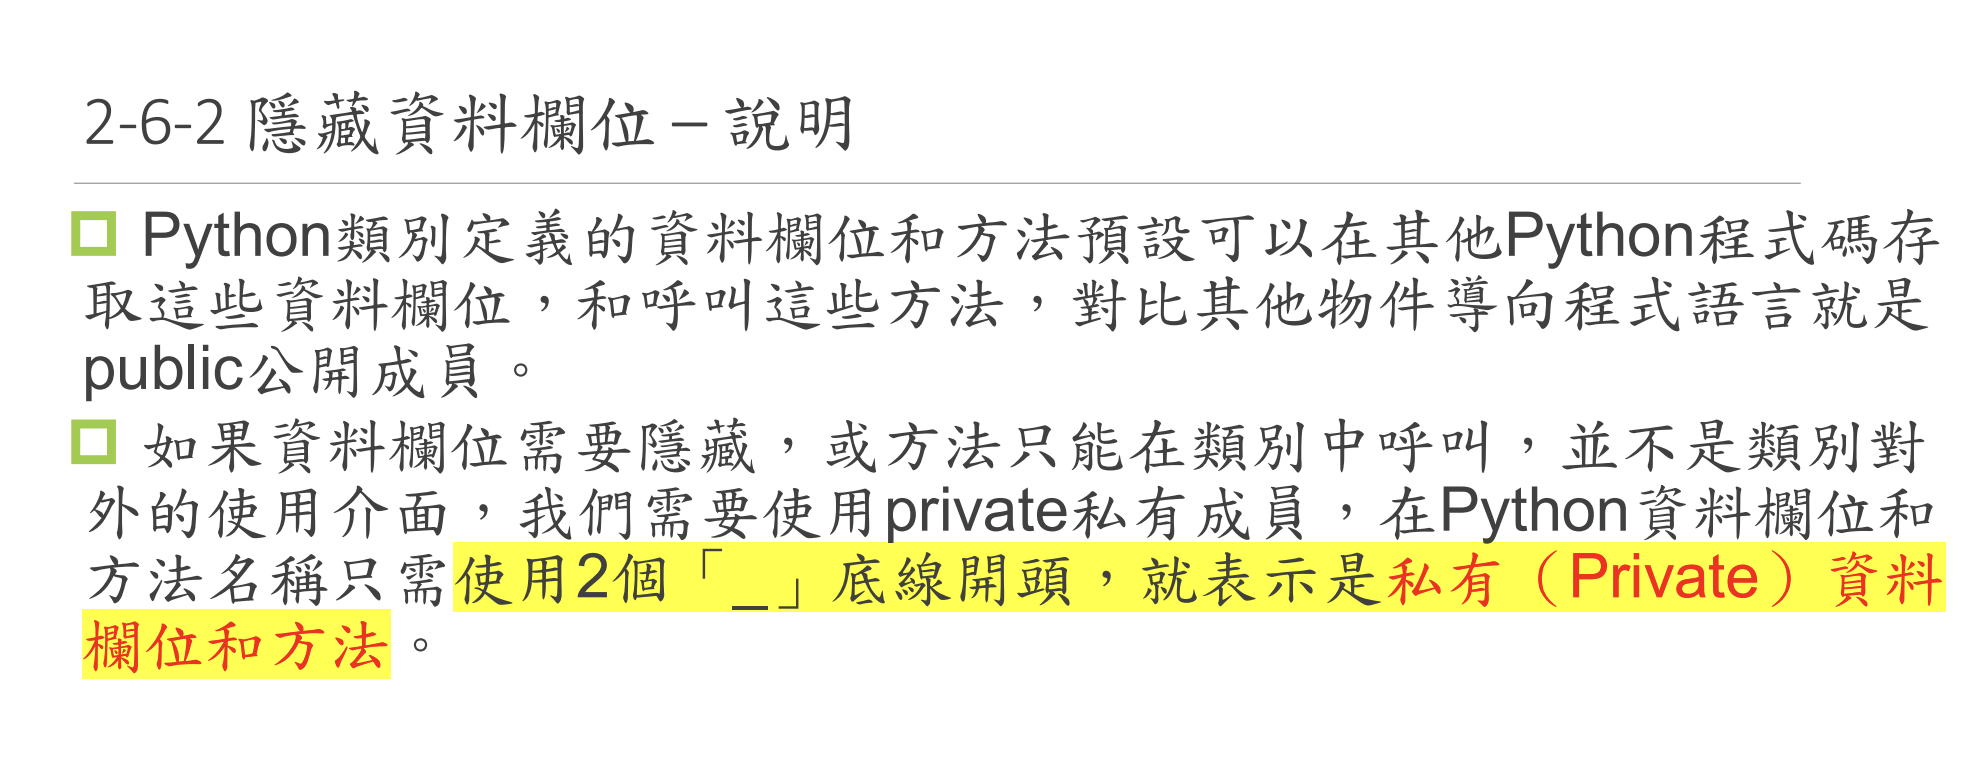 2-6-2 隱藏資料欄位 – 說明
Python類別定義的資料欄位和方法預設可以在其他Python程式碼存
取這些資料欄位，和呼叫這些方法，對比其他物件導向程式語言就是
public公開成員。
如果資料欄位需要隱藏，或方法只能在類別中呼叫，並不是類別對
外的使用介面，我們需要使用private私有成員，在Python資料欄位和
方法名稱只需使用2個「_」底線開頭，就表示是私有（Private）資料
欄位和方法。